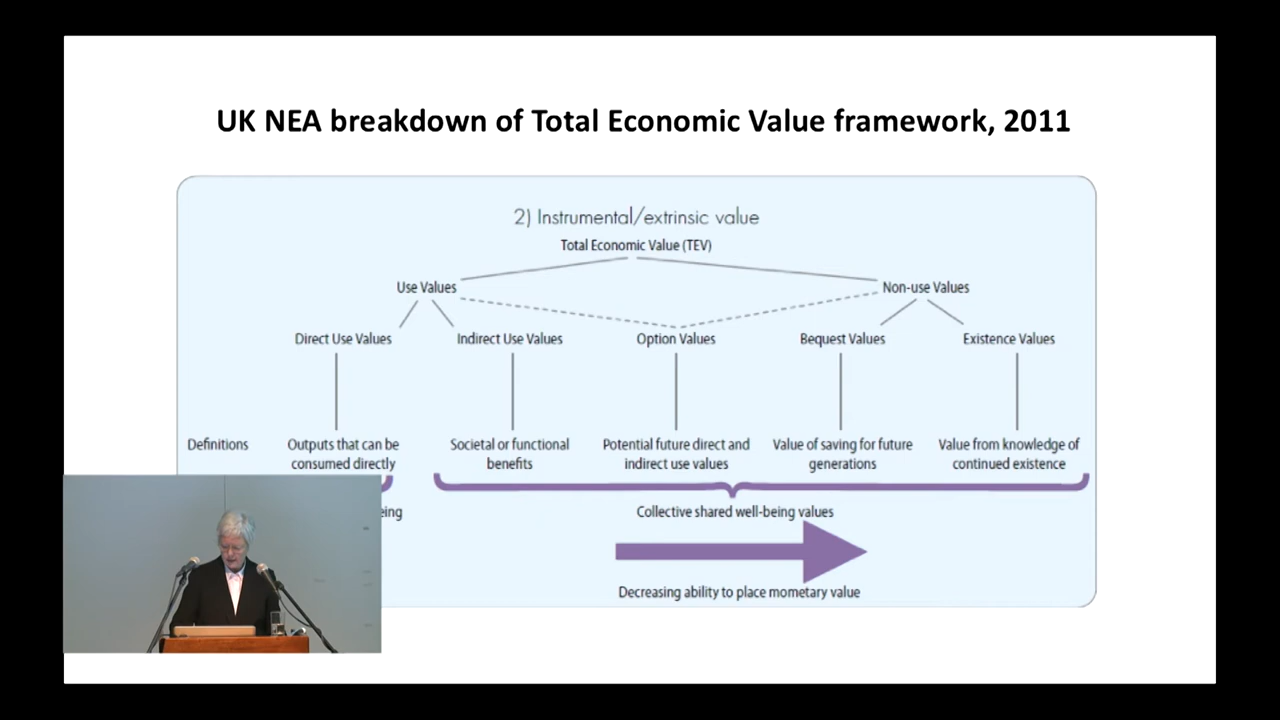 UK NEA breakdown of Total Economic Value framework, 2011
2) Instrumental/extrinsic value
Total Economic Value (TEV)
Use Values
Non-use Values
Direct Use Values
Indirect Use Values
Option Values
Bequest Values
Existence Values
Definitions
Outputs that can be
consumed directly
Societal or functional
benefits
Potential future direct and
indirect use values
Value of saving for future
generations
Value from knowledge of
continued existence
eing
Collective shared well-being values
Decreasing ability to place mometary value